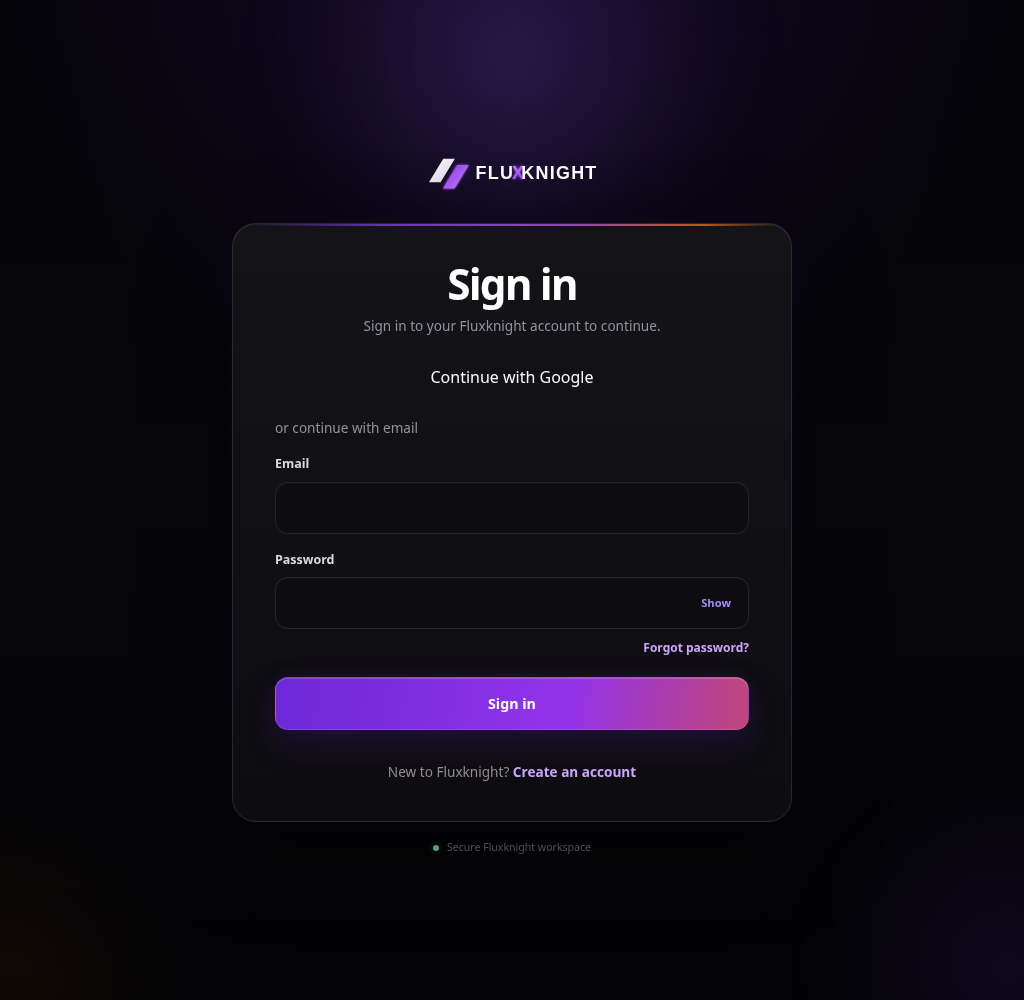 FLUXKNIGHT
Sign in
Sign in to your Fluxknight account to continue.
Continue with Google
or continue with email
Email
Password
Show
Forgot password?
Sign in
New to Fluxknight? Create an account
Secure Fluxknight workspace